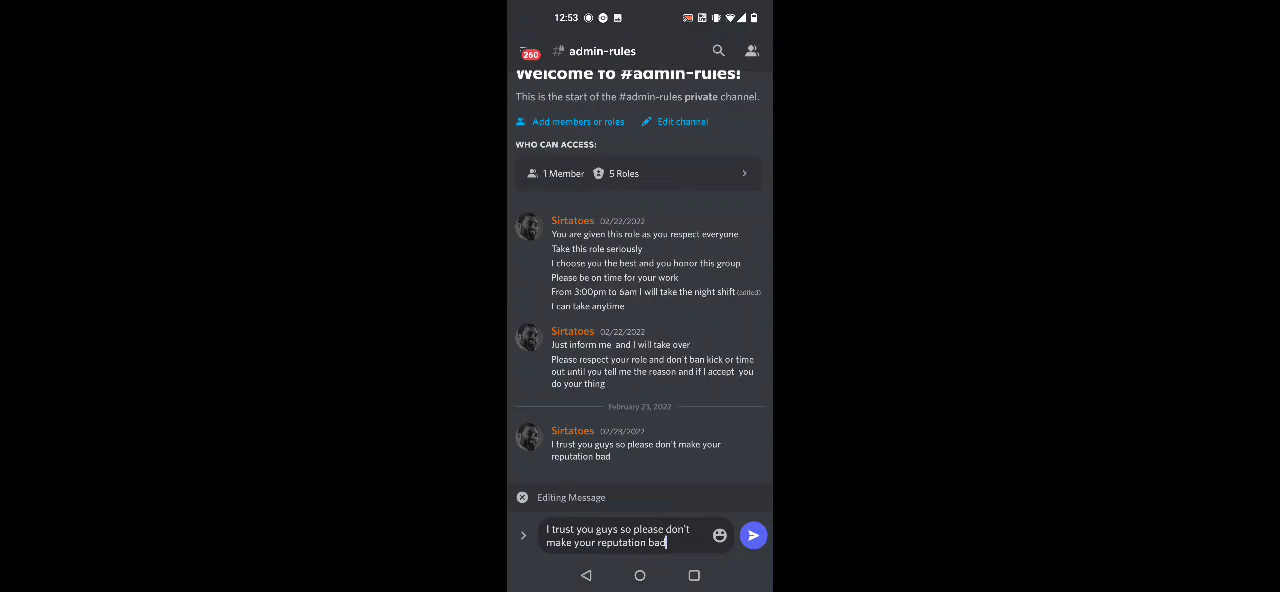 12:53
260
admin-rules
Welcome to #admin-rules!
This is the start of the #admin-rules private channel.
Add members or roles Edit channel
WHO CAN ACCESS:
1 Member 5 Roles
Sirtatoes 02/22/2022
You are given this role as you respect everyone
Take this role seriously
I choose you the best and you honor this group
Please be on time for your work
From 3:00pm to 6am I will take the night shift (edited)
I can take anytime
Sirtatoes 02/22/2022
Just inform me and I will take over
Please respect your role and don't ban kick or time
out until you tell me the reason and if I accept you
do your thing
February 23, 2022
Sirtatoes 02/23/2022
I trust you guys so please don't make your
reputation bad
Editing Message
I trust you guys so please don't
make your reputation bad